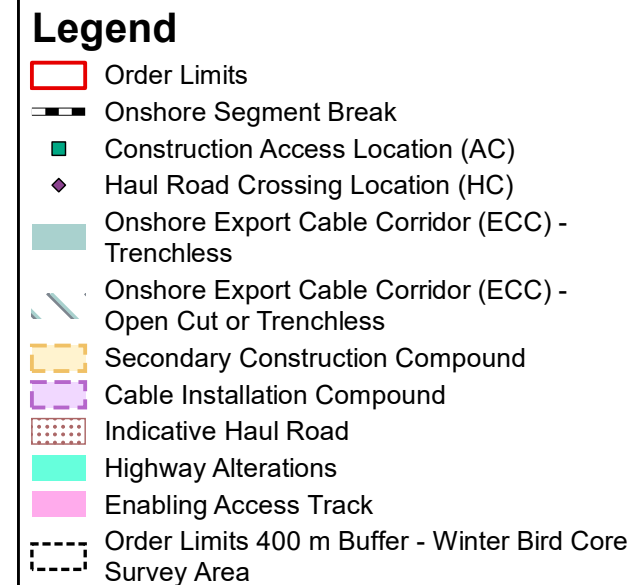 Legend
Order Limits
Onshore Segment Break
Construction Access Location (AC)
Haul Road Crossing Location (HC)
Onshore Export Cable Corridor (ECC) -
Trenchless
Onshore Export Cable Corridor (ECC) -
Open Cut or Trenchless
Secondary Construction Compound
Cable Installation Compound
Indicative Haul Road
Highway Alterations
Enabling Access Track
Order Limits 400 m Buffer - Winter Bird Core
Survey Area